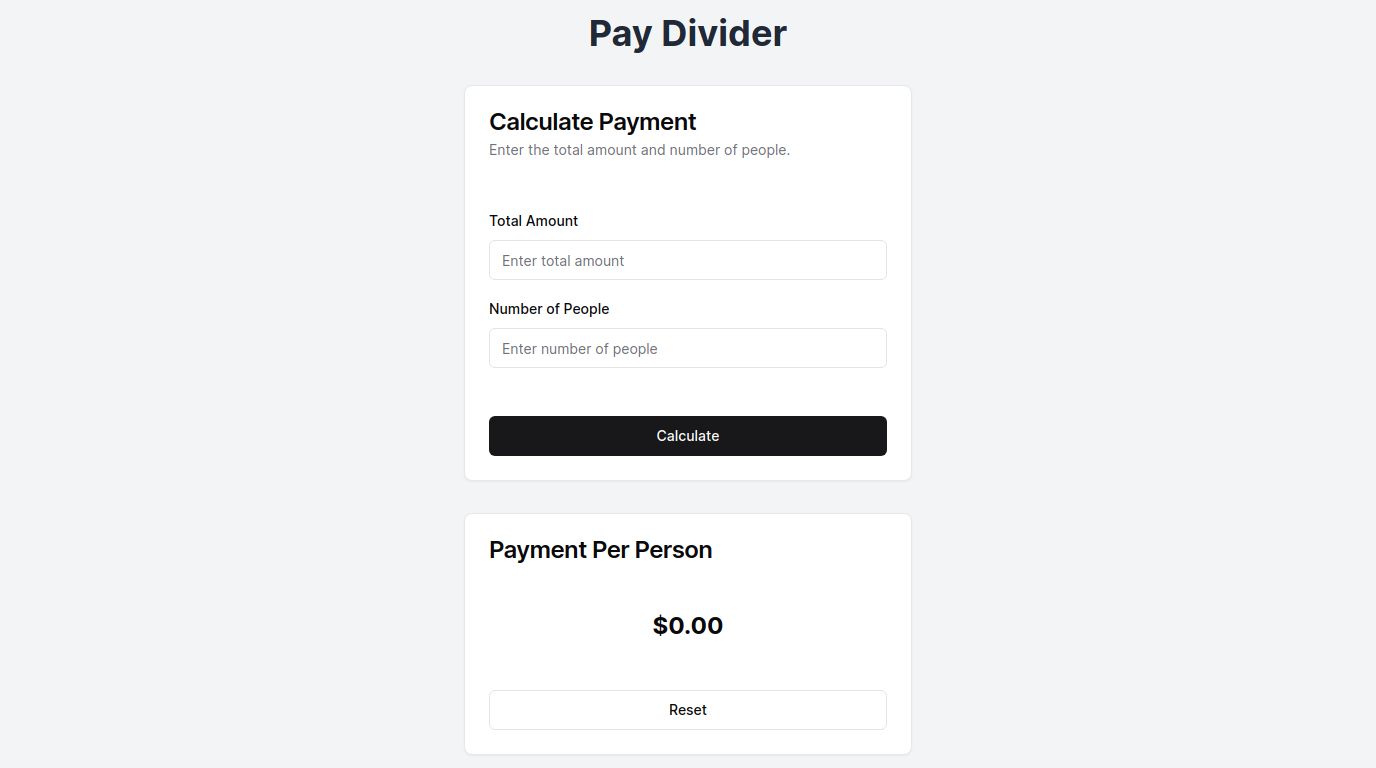 Pay Divider
Calculate Payment
Enter the total amount and number of people.
Total Amount
Enter total amount
Number of People
Enter number of people
Calculate
Payment Per Person
$0.00
Reset